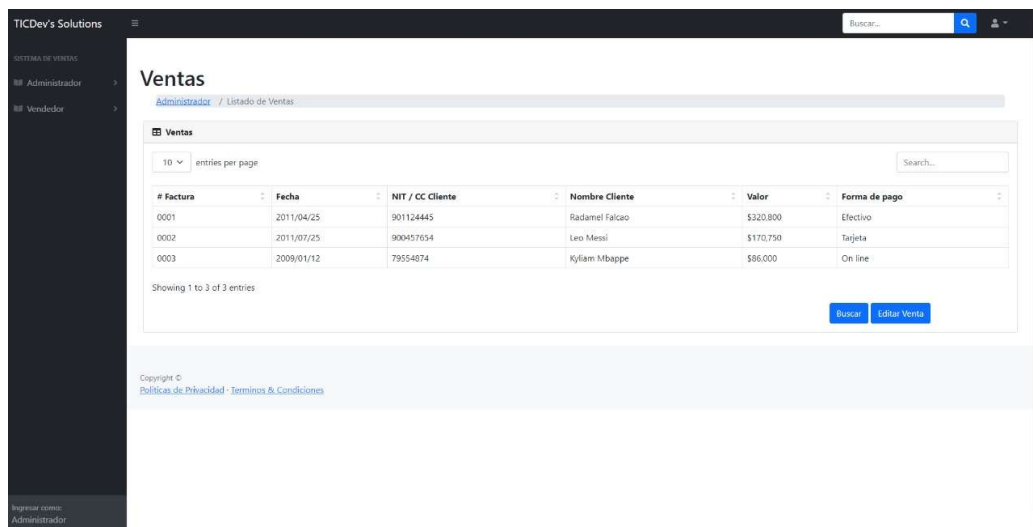 TICDev's Solutions
Buscar...
SISTEMA DE VENTAS
Administrador
Vendedor
Ventas
Administrador / Listado de Ventas
Ventas
10 entries per page
Search...
# Factura Fecha NIT / CC Cliente Nombre Cliente Valor Forma de pago
0001 2011/04/25 901124445 Radamel Falcao $320,800 Efectivo
0002 2011/07/25 900457654 Leo Messi $170,750 Tarjeta
0003 2009/01/12 79554874 Kyliam Mbappe $86,000 On line
Showing 1 to 3 of 3 entries
Buscar Editar Venta
Copyright ©
Politicas de Privacidad · Terminos & Condiciones
Ingresar como:
Administrador